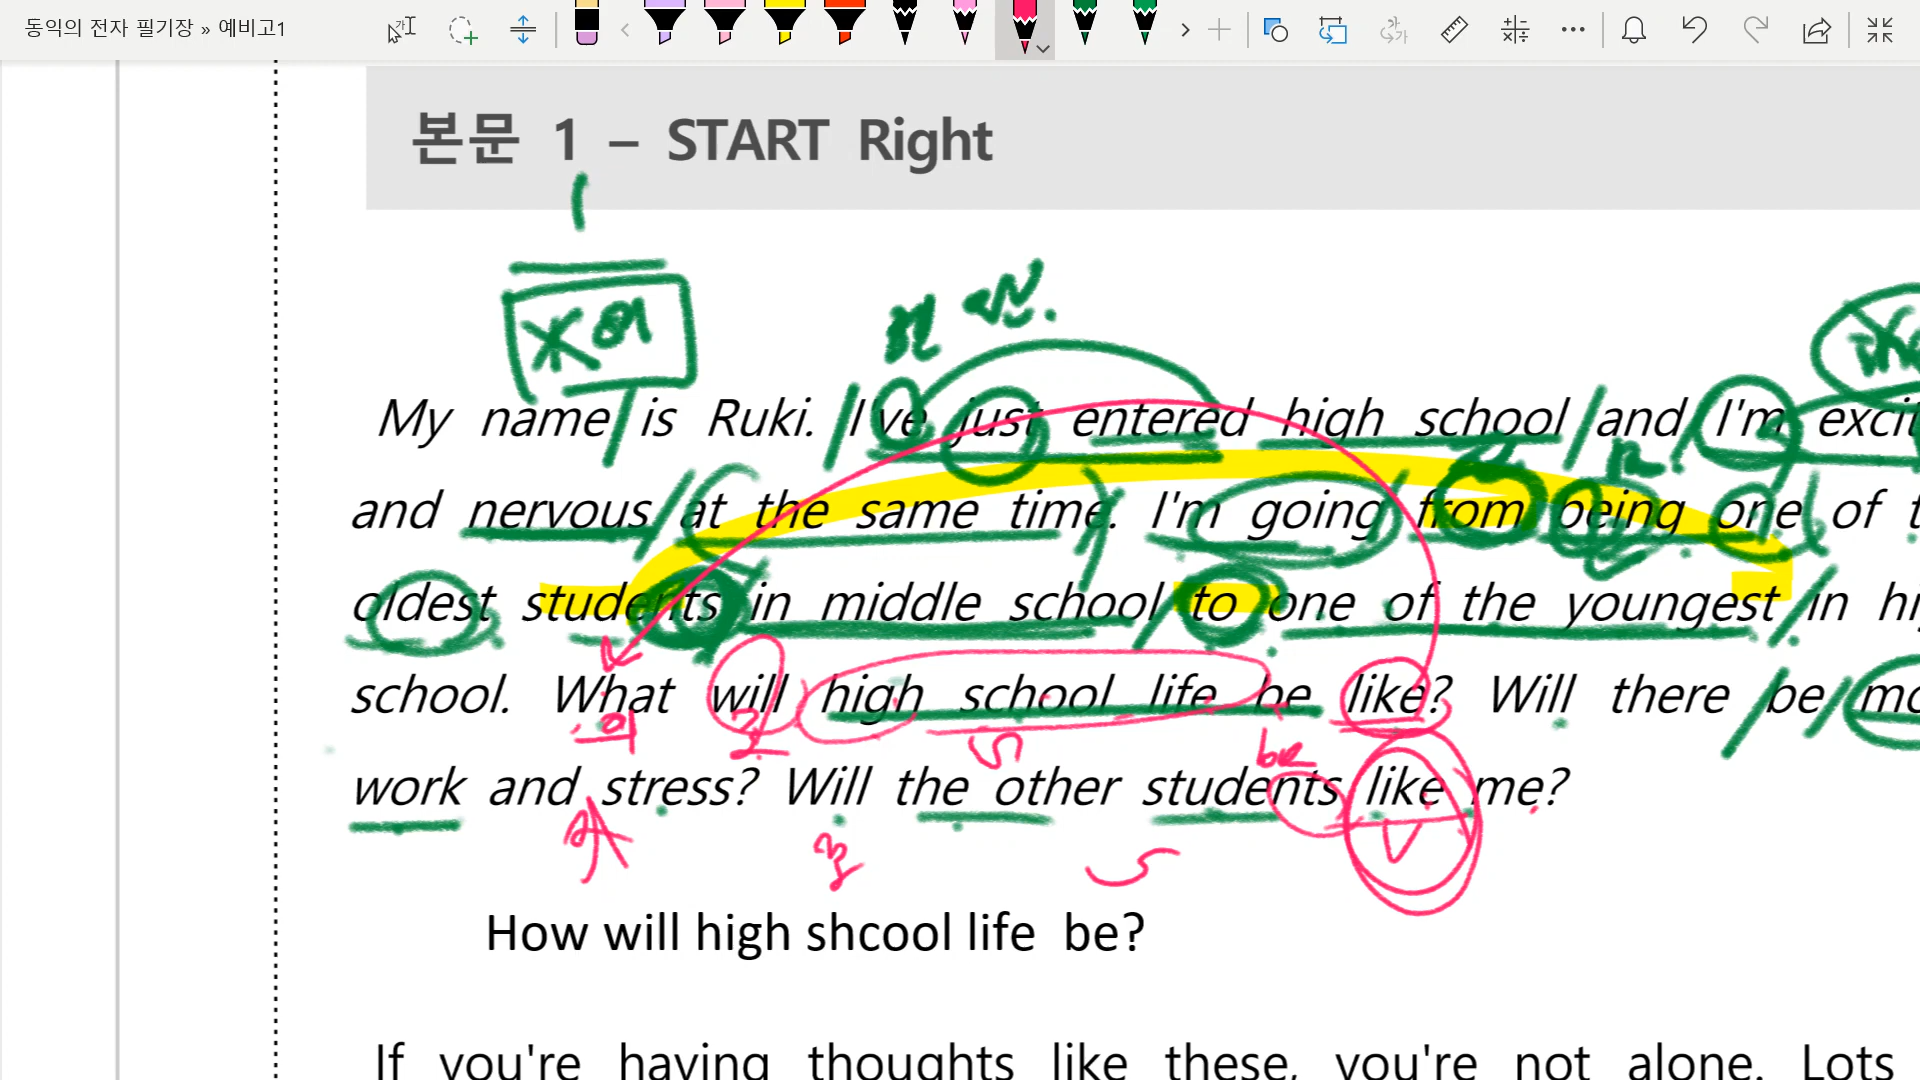 동익의 전자 필기장 » 예비고1
본문 1 – START Right
My name is Ruki. I've just entered high school and I'm excit
and nervous at the same time. I'm going from being one of t
oldest students in middle school to one of the youngest in hi
school. What will high school life be like? Will there be mo
be
work and stress? Will the other students like me?
How will high shcool life be?
If you're having thoughts like these, you're not alone. Lots